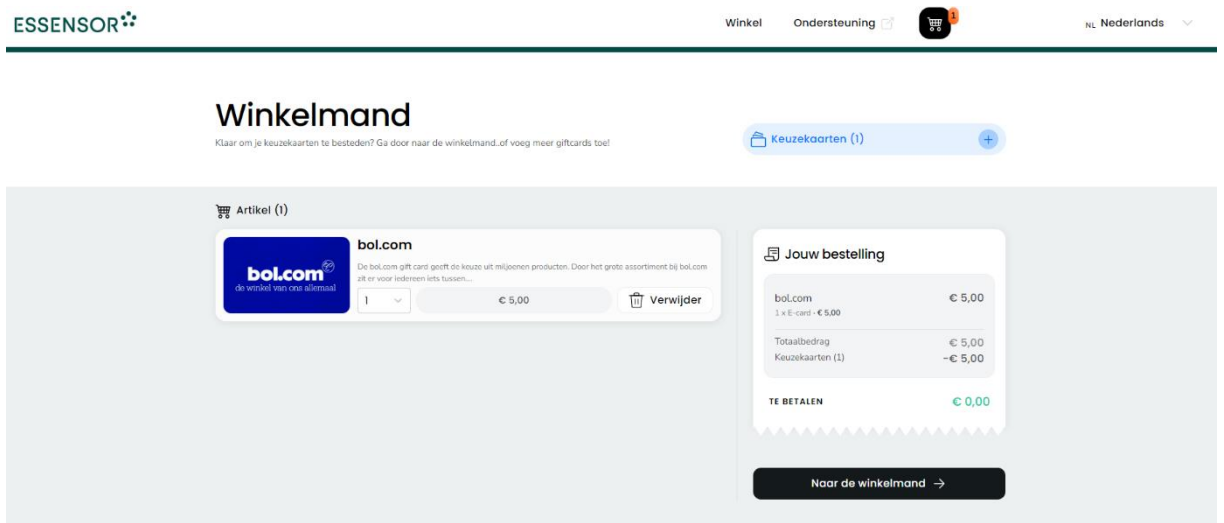 ESSENSOR
Winkel
Ondersteuning
1
NL Nederlands
Winkelmand
Klaar om je keuzekaarten te besteden? Ga door naar de winkelmand..of voeg meer giftcards toe!
Keuzekaarten (1)
Artikel (1)
bol.com
de winkel van ons allemaal
bol.com
De bol.com gift card geeft de keuze uit miljoenen producten. Door het grote assortiment bij bol.com
zit er voor iedereen iets tussen....
1
€ 5,00
Verwijder
Jouw bestelling
bol.com € 5,00
1 x E-card - € 5,00
Totaalbedrag € 5,00
Keuzekaarten (1) -€ 5,00
TE BETALEN € 0,00
Naar de winkelmand →